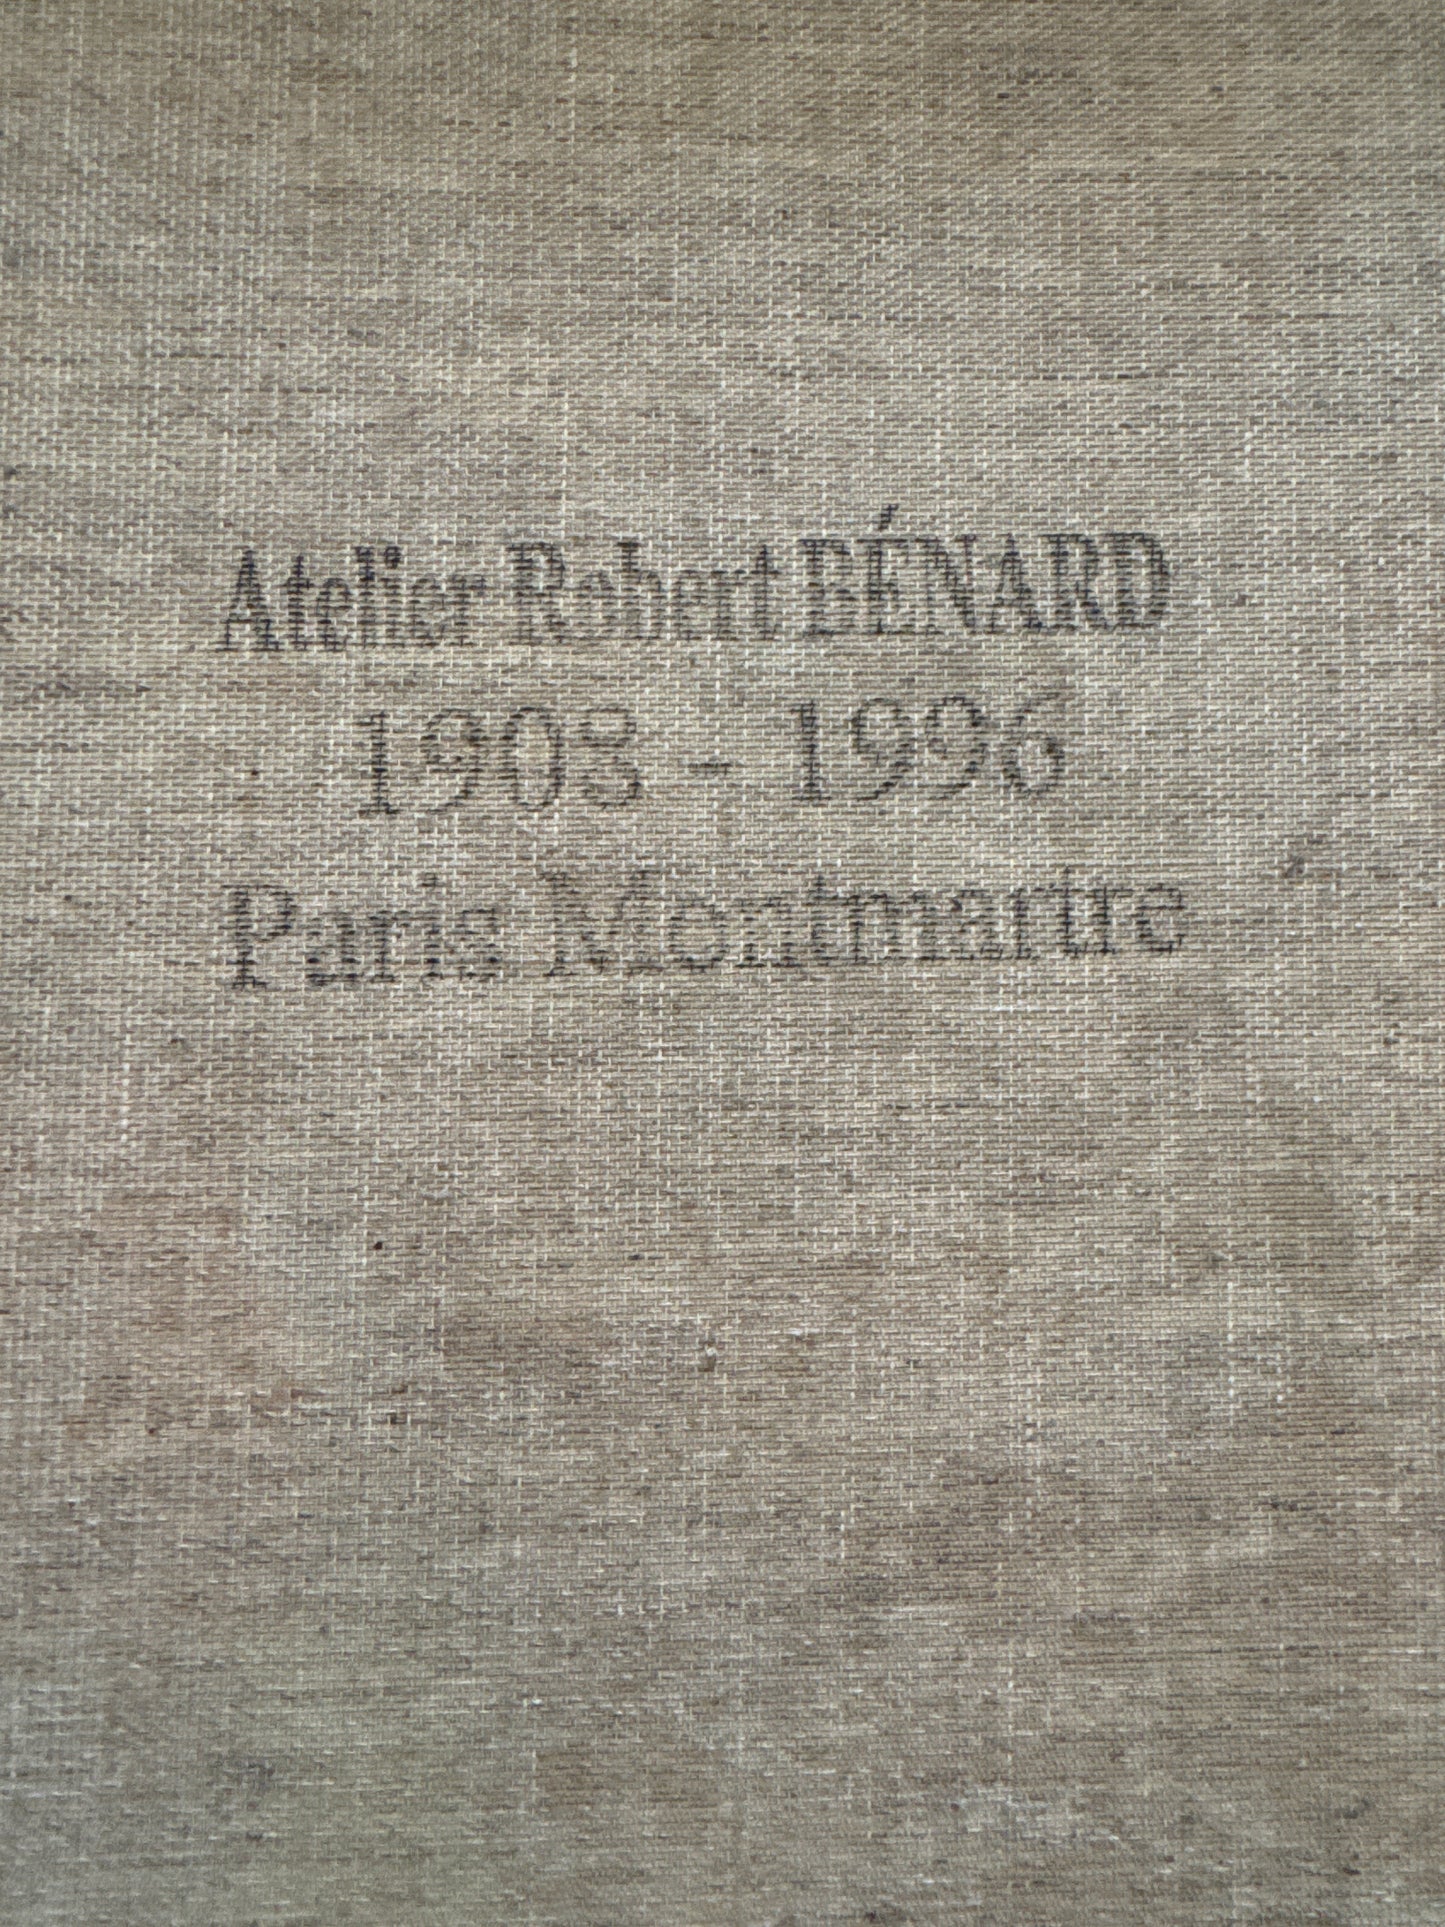 Atelier Robert BÉNARD
1908 - 1996
Paris Montmartre